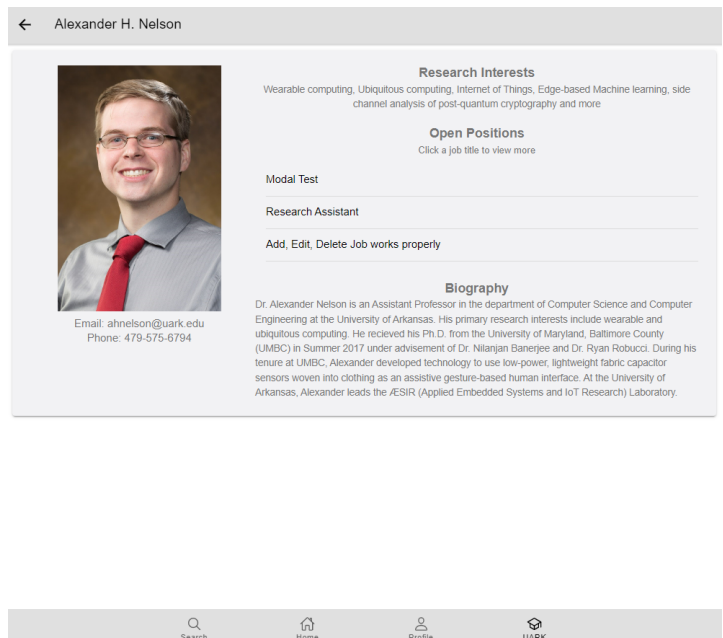 Alexander H. Nelson
Research Interests
Wearable computing, Ubiquitous computing, Internet of Things, Edge-based Machine learning, side
channel analysis of post-quantum cryptography and more
Open Positions
Click a job title to view more
Modal Test
Research Assistant
Add, Edit, Delete Job works properly
Email: ahnelson@uark.edu
Phone: 479-575-6794
Biography
Dr. Alexander Nelson is an Assistant Professor in the department of Computer Science and Computer
Engineering at the University of Arkansas. His primary research interests include wearable and
ubiquitous computing. He recieved his Ph.D. from the University of Maryland, Baltimore County
(UMBC) in Summer 2017 under advisement of Dr. Nilanjan Banerjee and Dr. Ryan Robucci. During his
tenure at UMBC, Alexander developed technology to use low-power, lightweight fabric capacitor
sensors woven into clothing as an assistive gesture-based human interface. At the University of
Arkansas, Alexander leads the ÆSIR (Applied Embedded Systems and IoT Research) Laboratory.
Search Home Profile UARK